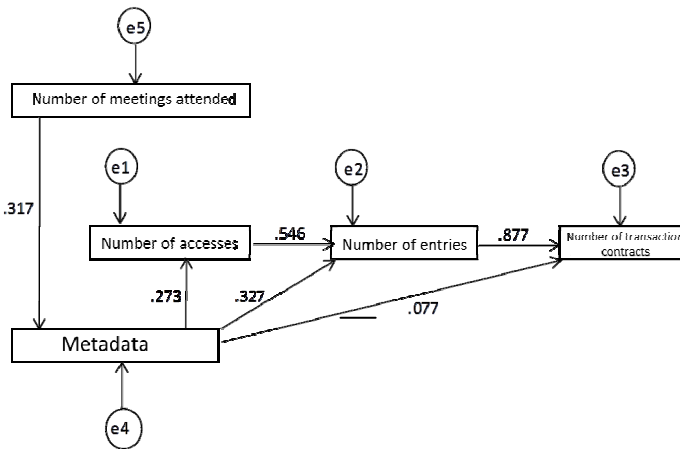 e5
Number of meetings attended
.317
e1
e2
e3
Number of accesses
.546
Number of entries
.877
Number of transaction
contracts
.273
.327
.077
Metadata
e4